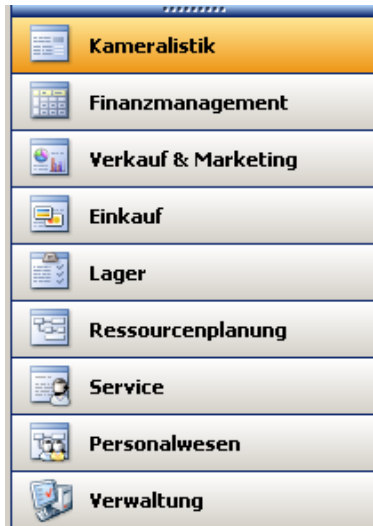 Kameralistik
Finanzmanagement
Verkauf & Marketing
Einkauf
Lager
Ressourcenplanung
Service
Personalwesen
Verwaltung